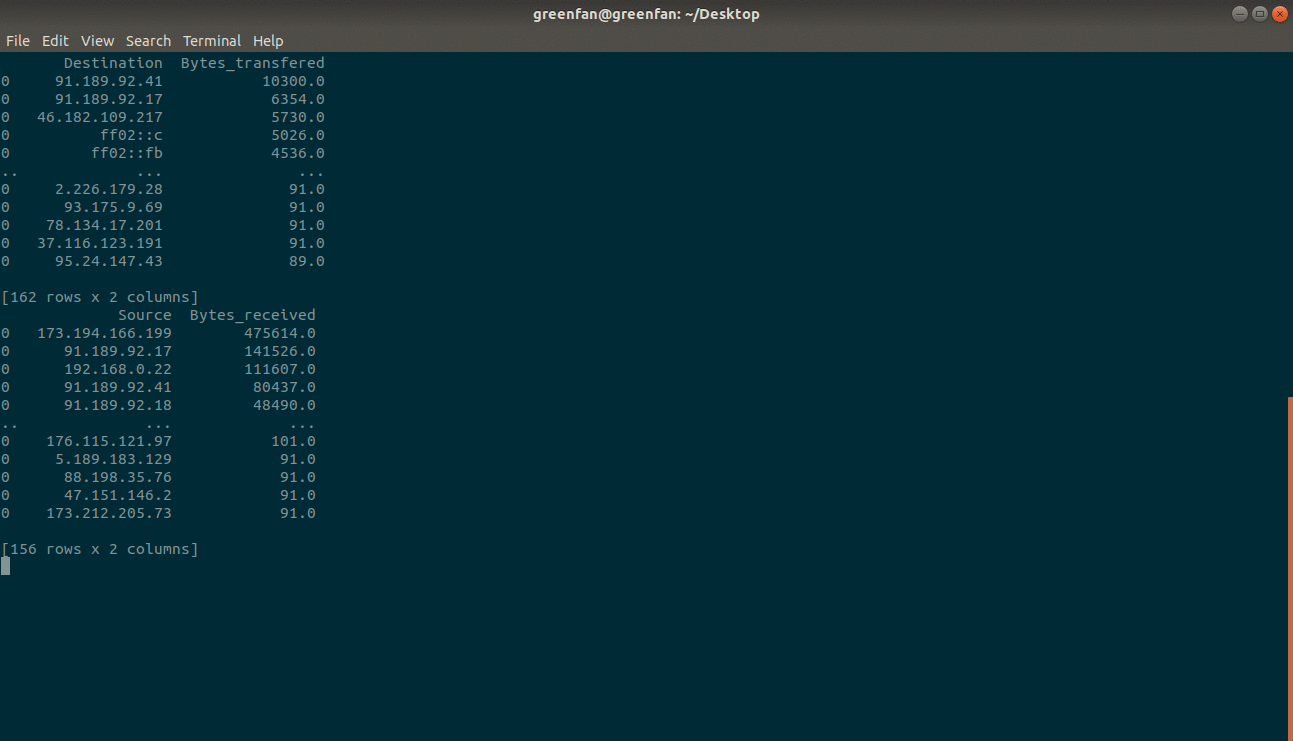 greenfan@greenfan: ~/Desktop
File Edit View Search Terminal Help
       Destination  Bytes_transfered
0     91.189.92.41           10300.0
0     91.189.92.17            6354.0
0   46.182.109.217            5730.0
0          ff02::c            5026.0
0         ff02::fb            4536.0
..             ...               ...
0     2.226.179.28              91.0
0      93.175.9.69              91.0
0    78.134.17.201              91.0
0   37.116.123.191              91.0
0     95.24.147.43              89.0
[162 rows x 2 columns]
             Source  Bytes_received
0   173.194.166.199        475614.0
0      91.189.92.17        141526.0
0      192.168.0.22        111607.0
0      91.189.92.41         80437.0
0      91.189.92.18         48490.0
..              ...             ...
0    176.115.121.97           101.0
0     5.189.183.129            91.0
0      88.198.35.76            91.0
0      47.151.146.2            91.0
0    173.212.205.73            91.0
[156 rows x 2 columns]